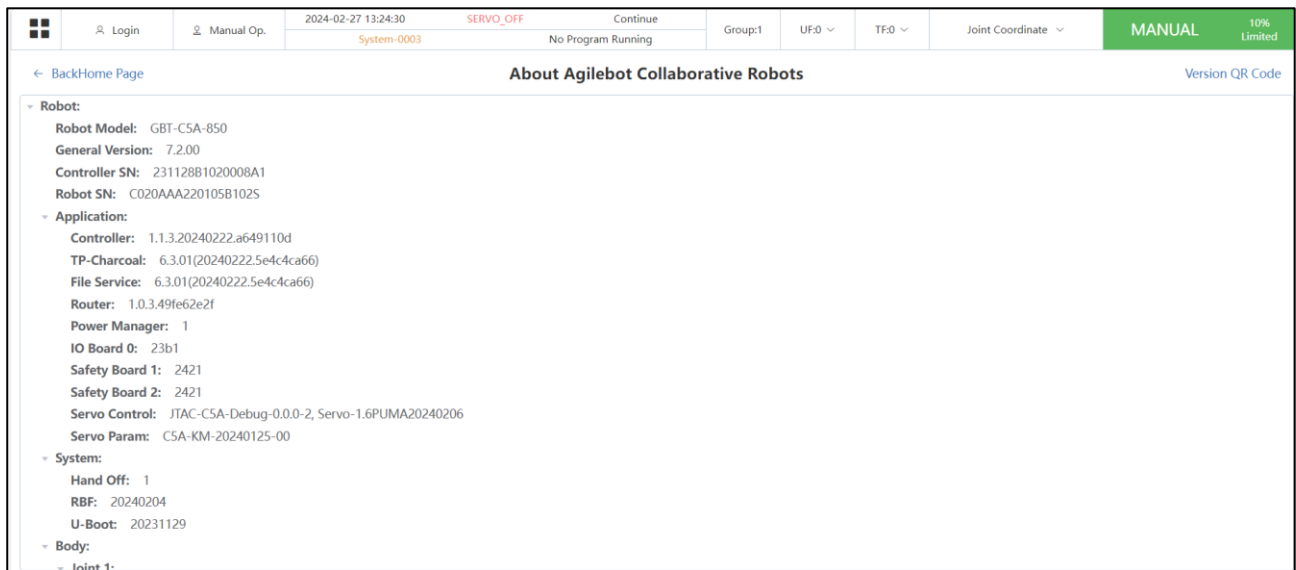 Login
Manual Op.
2024-02-27 13:24:30 SERVO_OFF Continue
System-0003 No Program Running
Group:1
UF:0
TF:0
Joint Coordinate
MANUAL
10%
Limited
← BackHome Page
About Agilebot Collaborative Robots
Version QR Code
Robot:
Robot Model: GBT-C5A-850
General Version: 7.2.00
Controller SN: 231128B1020008A1
Robot SN: C020AAA220105B102S
Application:
Controller: 1.1.3.20240222.a649110d
TP-Charcoal: 6.3.01(20240222.5e4c4ca66)
File Service: 6.3.01(20240222.5e4c4ca66)
Router: 1.0.3.49fe62e2f
Power Manager: 1
IO Board 0: 23b1
Safety Board 1: 2421
Safety Board 2: 2421
Servo Control: JTAC-C5A-Debug-0.0.0-2, Servo-1.6PUMA20240206
Servo Param: C5A-KM-20240125-00
System:
Hand Off: 1
RBF: 20240204
U-Boot: 20231129
Body:
Joint 1: